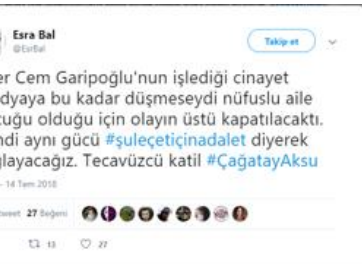 Esra Bal
@EsrBal
Takip et
er Cem Garipoğlu'nun işlediği cinayet
dyaya bu kadar düşmeseydi nüfuslu aile
cuğu olduğu için olayın üstü kapatılacaktı.
ndi aynı gücü #şuleçetiçinadalet diyerek
ğlayacağız. Tecavüzcü katil #ÇağatayAksu
- 14 Tem 2018
tweet 27 Beğeni
13 27